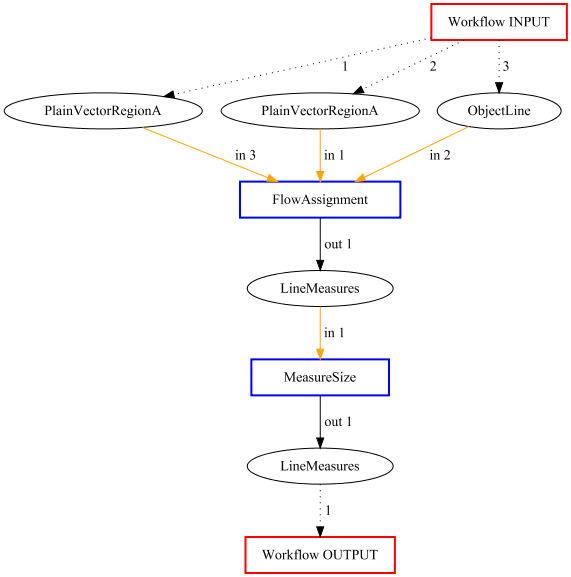 Workflow INPUT
1
2
3
PlainVectorRegionA
PlainVectorRegionA
ObjectLine
in 3
in 1
in 2
FlowAssignment
out 1
LineMeasures
in 1
MeasureSize
out 1
LineMeasures
1
Workflow OUTPUT